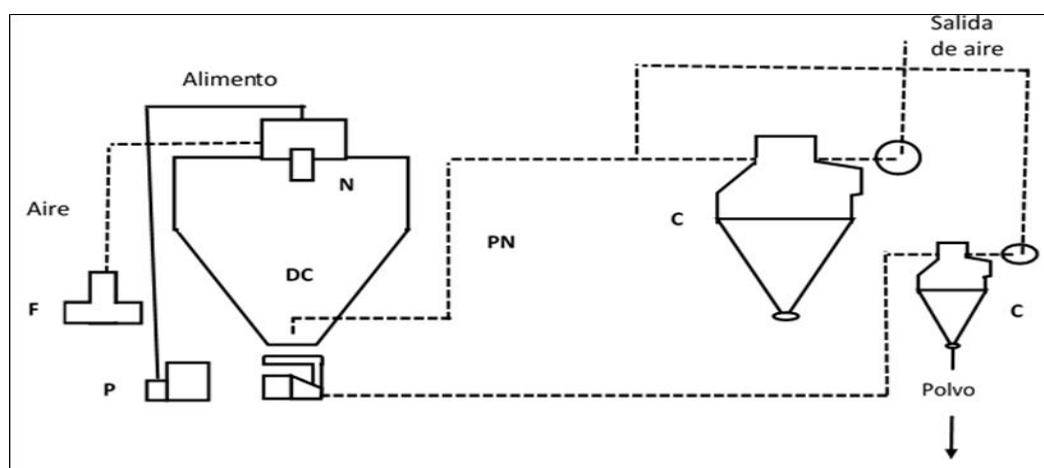 Salida
de aire
Alimento
N
Aire
PN
C
DC
F
C
P
Polvo